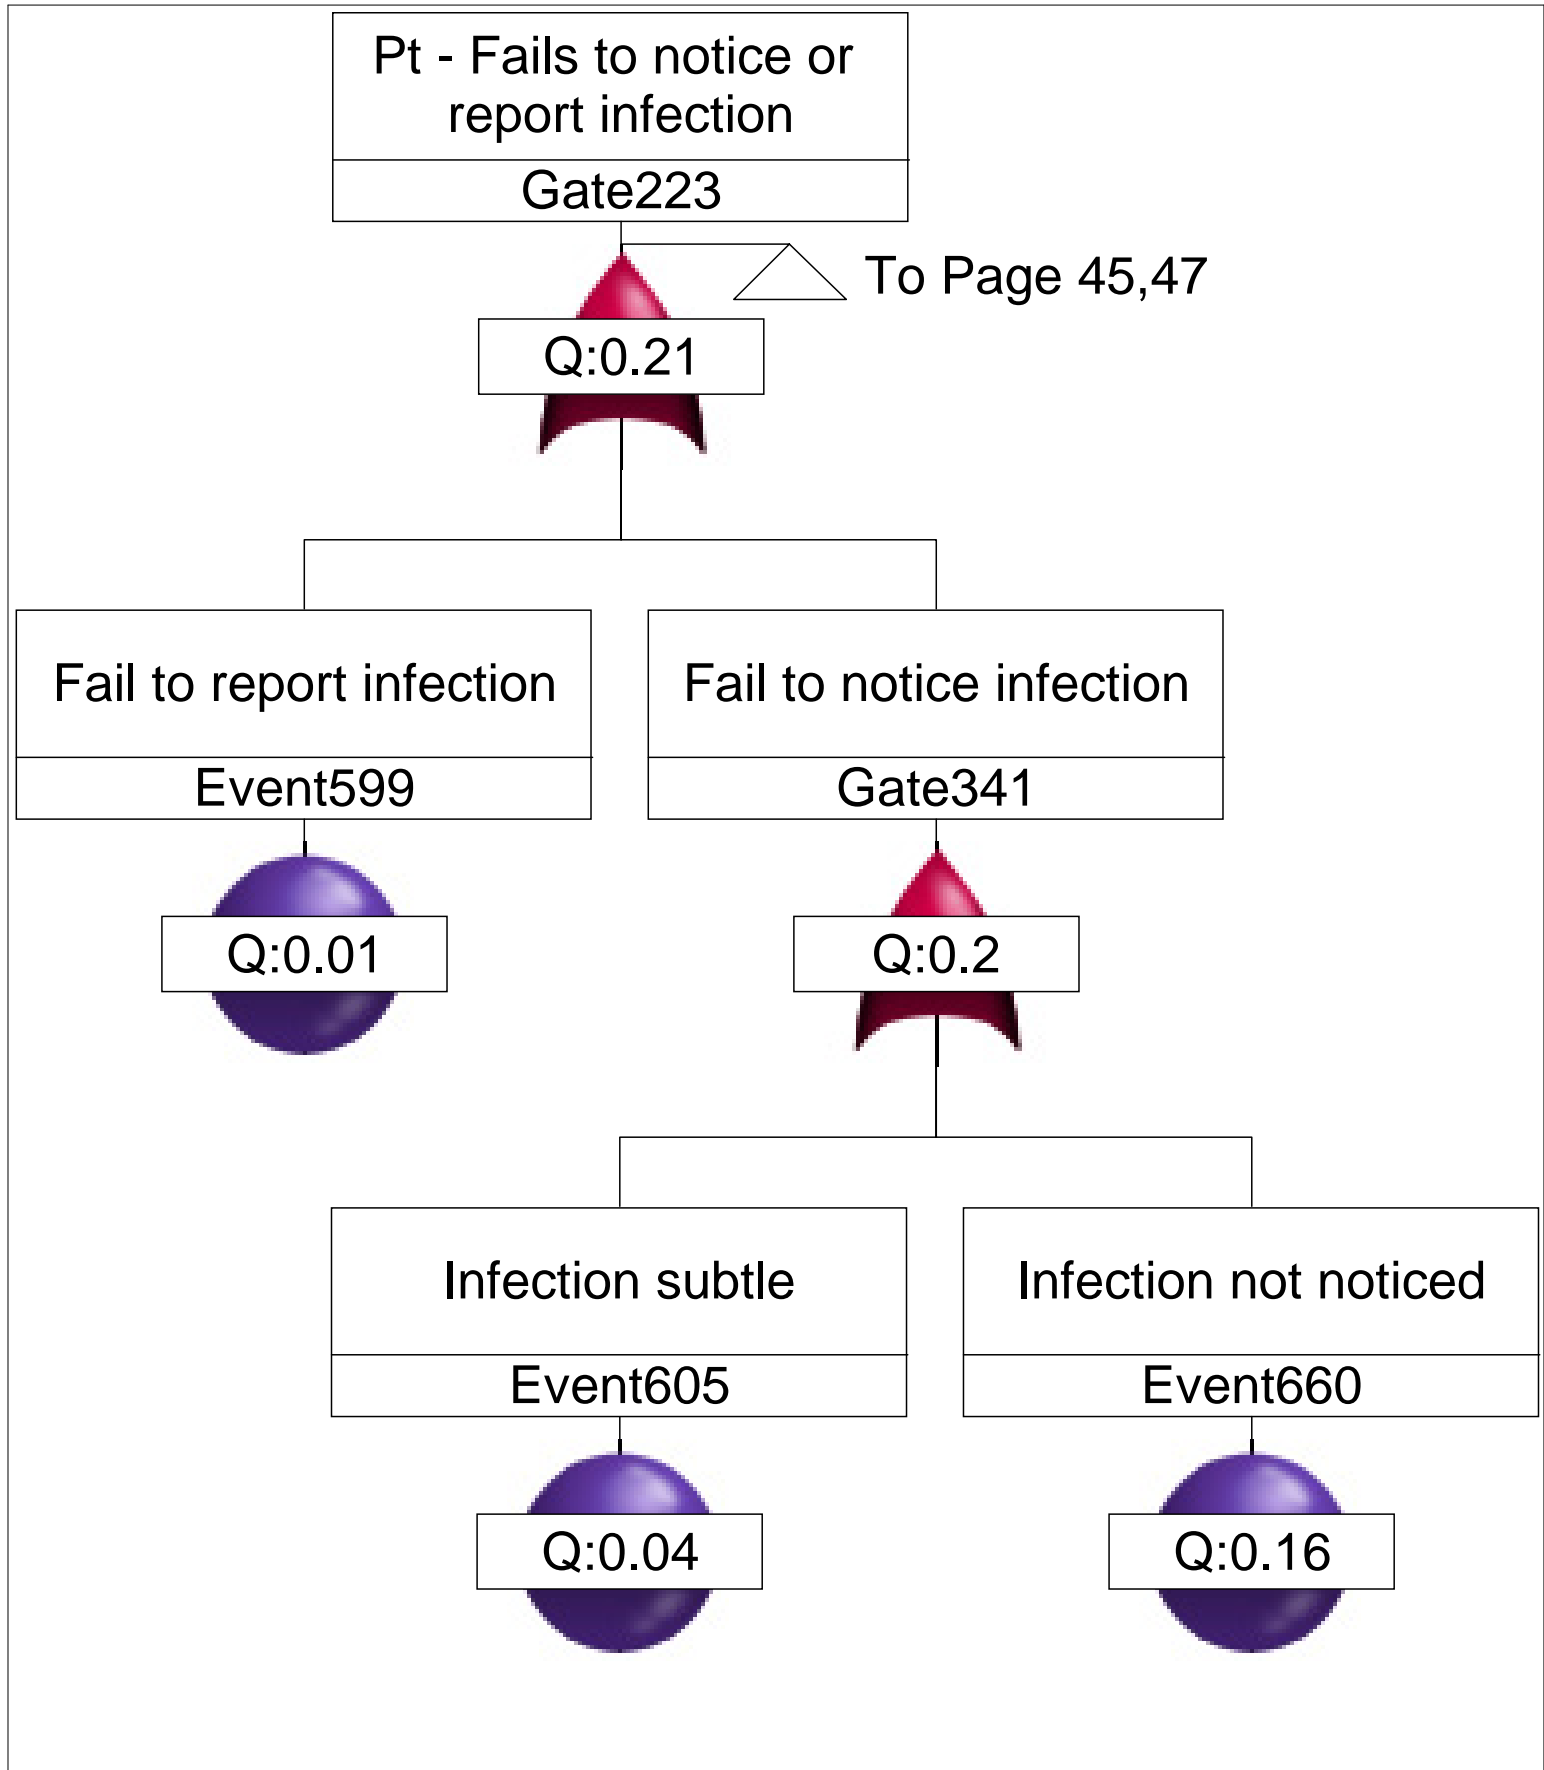 Pt - Fails to notice or
report infection
Gate223
To Page 45,47
Q:0.21
Fail to report infection
Event599
Q:0.01
Fail to notice infection
Gate341
Q:0.2
Infection subtle
Event605
Q:0.04
Infection not noticed
Event660
Q:0.16